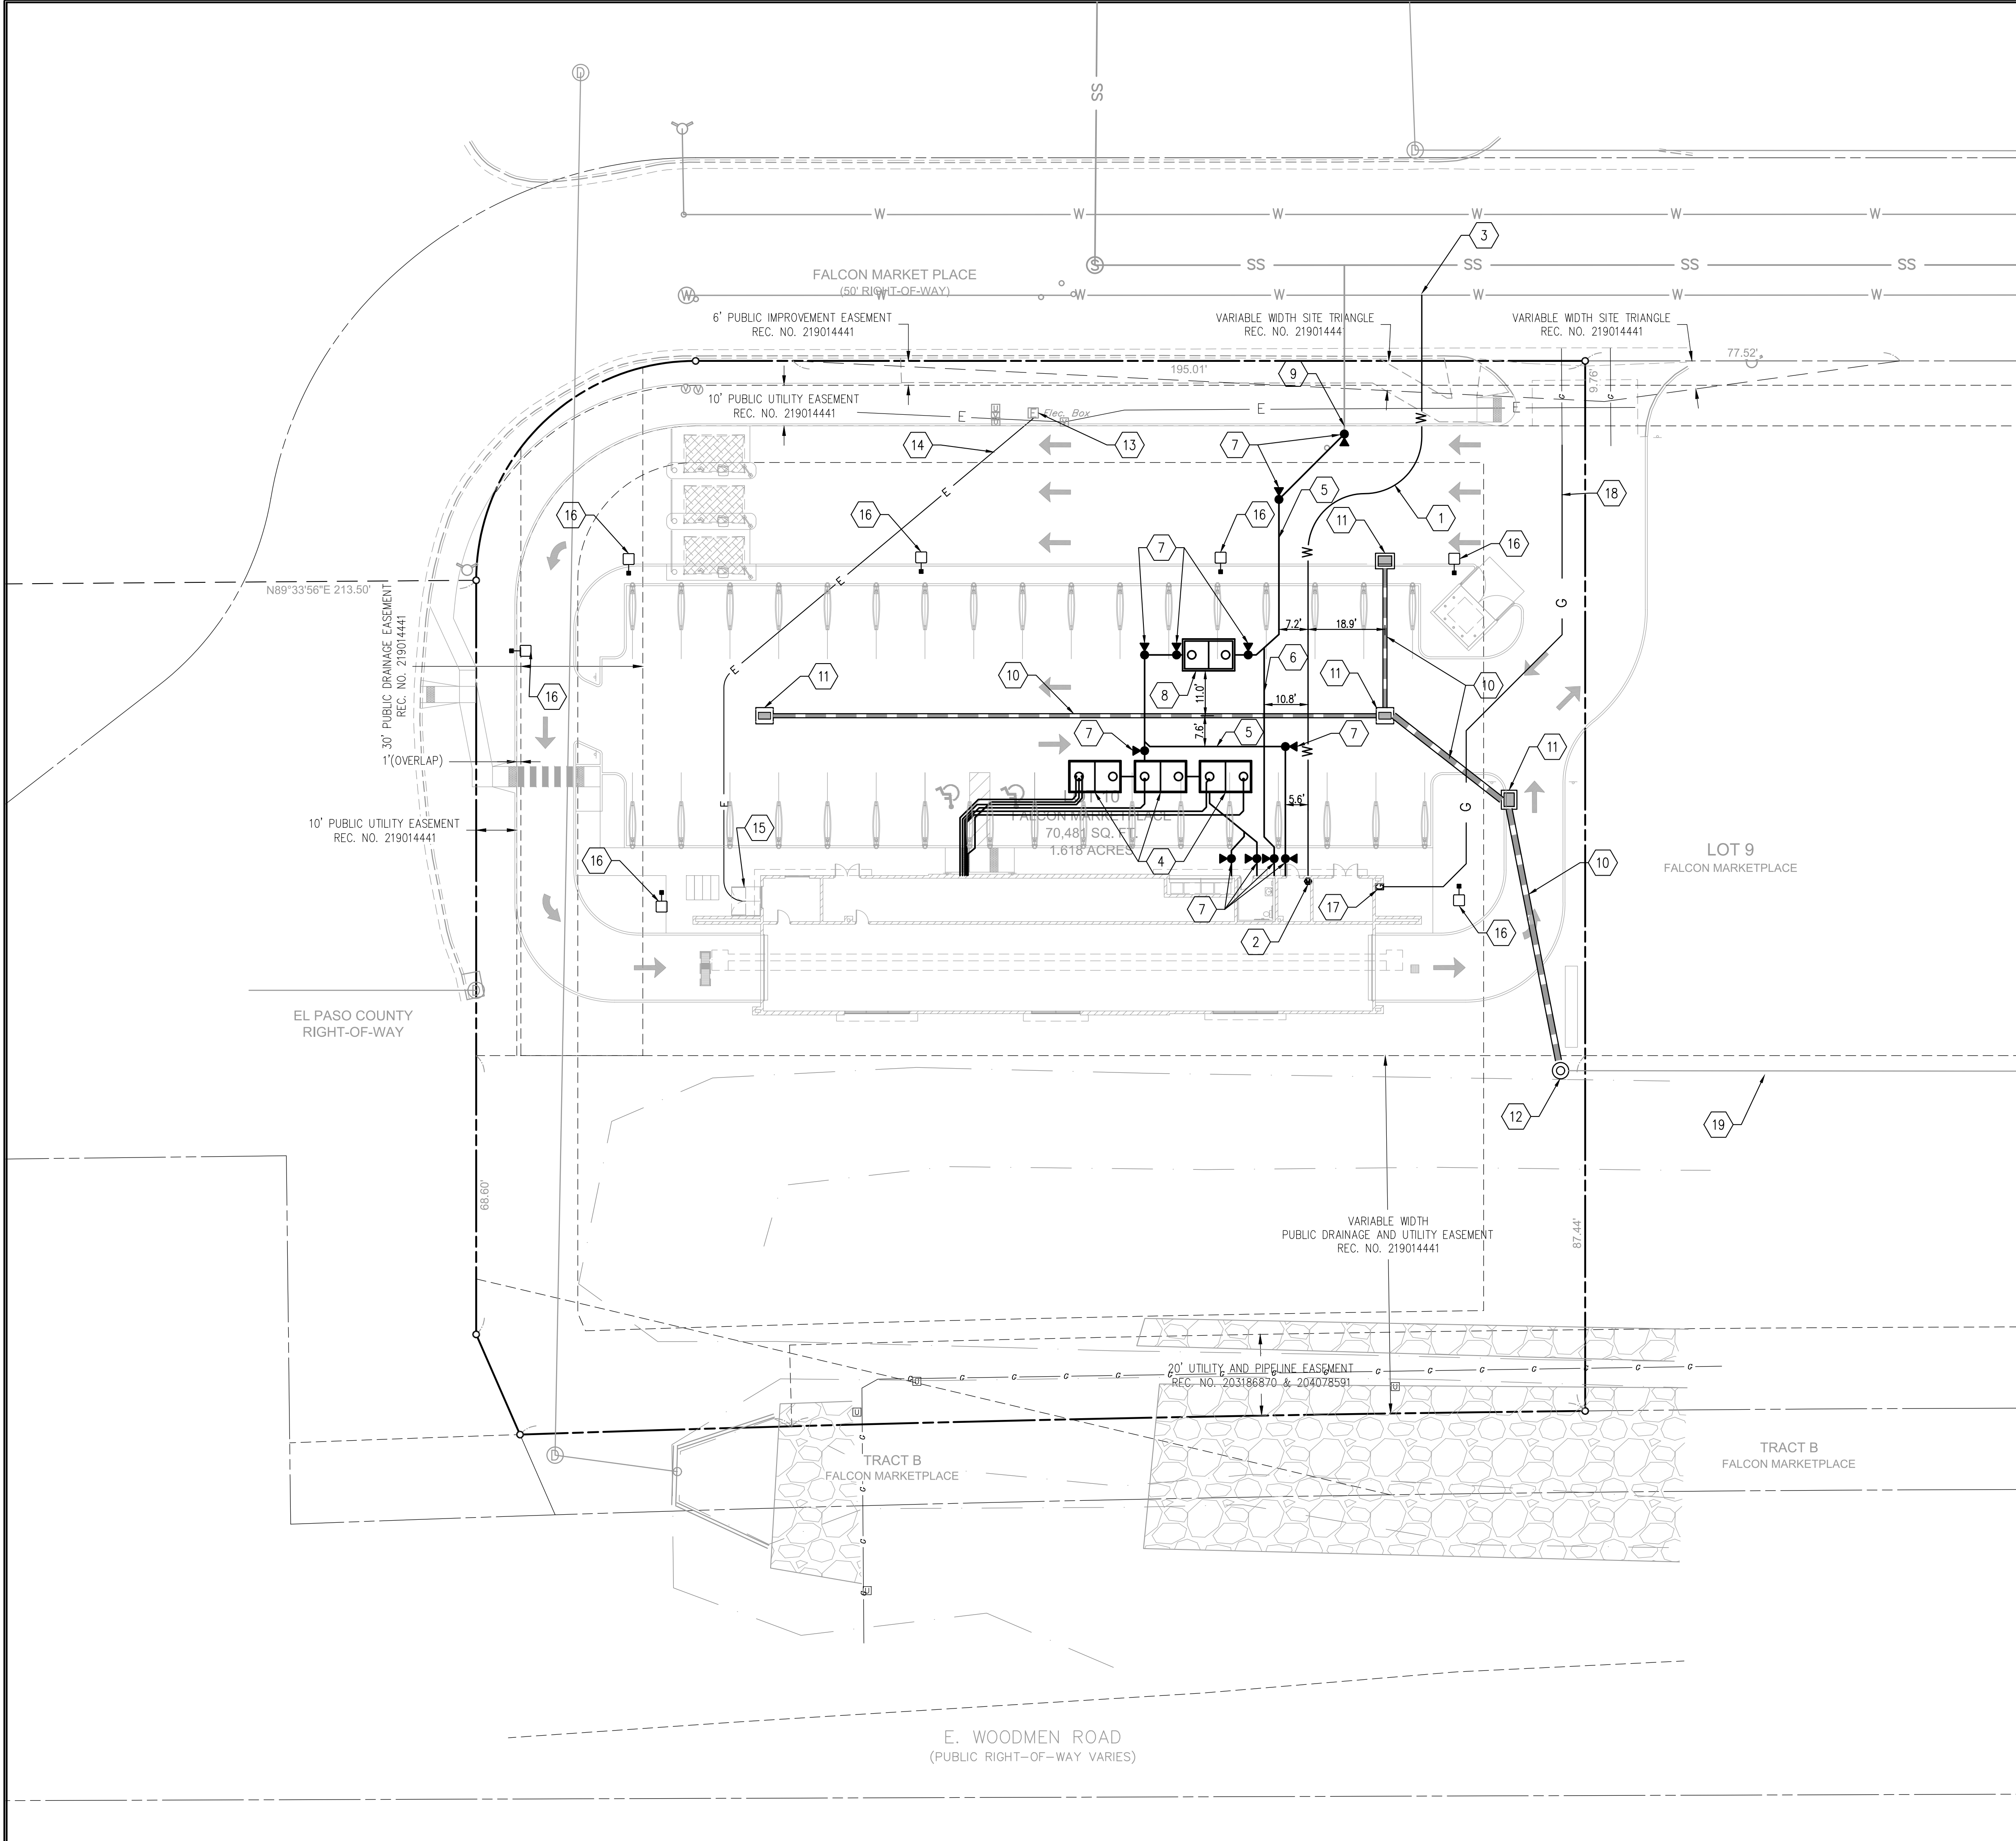 D
D
SS
W
W
W
W
W
W
3
FALCON MARKET PLACE
(50' RIGHT-OF-WAY)
S
SS
SS
SS
SS
W
W
W
W
W
W
W
6' PUBLIC IMPROVEMENT EASEMENT
REC. NO. 219014441
VARIABLE WIDTH SITE TRIANGLE
REC. NO. 219014441
VARIABLE WIDTH SITE TRIANGLE
REC. NO. 219014441
77.52'
195.01'
9
9.76'
10' PUBLIC UTILITY EASEMENT
REC. NO. 219014441
E
E
Elec. Box
E
E
W
G
G
14
13
7
5
18
1
E
16
16
16
11
16
7
W
E
N89°33'56"E 213.50'
30' PUBLIC DRAINAGE EASEMENT
REC. NO. 219014441
G
7.2'
18.9'
6
E
11
10
8
11
10
16
11.0'
10.8'
7.6'
5
7
7
W
11
1'(OVERLAP)
E
5.6'
G
10' PUBLIC UTILITY EASEMENT
REC. NO. 219014441
15
FALCON MARKETPLACE
70,481 SQ. FT.
1.618 ACRES
4
16
10
LOT 9
FALCON MARKETPLACE
7
17
2
16
EL PASO COUNTY
RIGHT-OF-WAY
12
19
68.60'
87.44'
VARIABLE WIDTH
PUBLIC DRAINAGE AND UTILITY EASEMENT
REC. NO. 219014441
20' UTILITY AND PIPELINE EASEMENT
REC. NO. 203186870 & 204078591
G
G
G
G
G
G
G
G
G
G
G
G
U
U
U
G
D
TRACT B
FALCON MARKETPLACE
TRACT B
FALCON MARKETPLACE
G
G
G
U
E. WOODMEN ROAD
(PUBLIC RIGHT-OF-WAY VARIES)